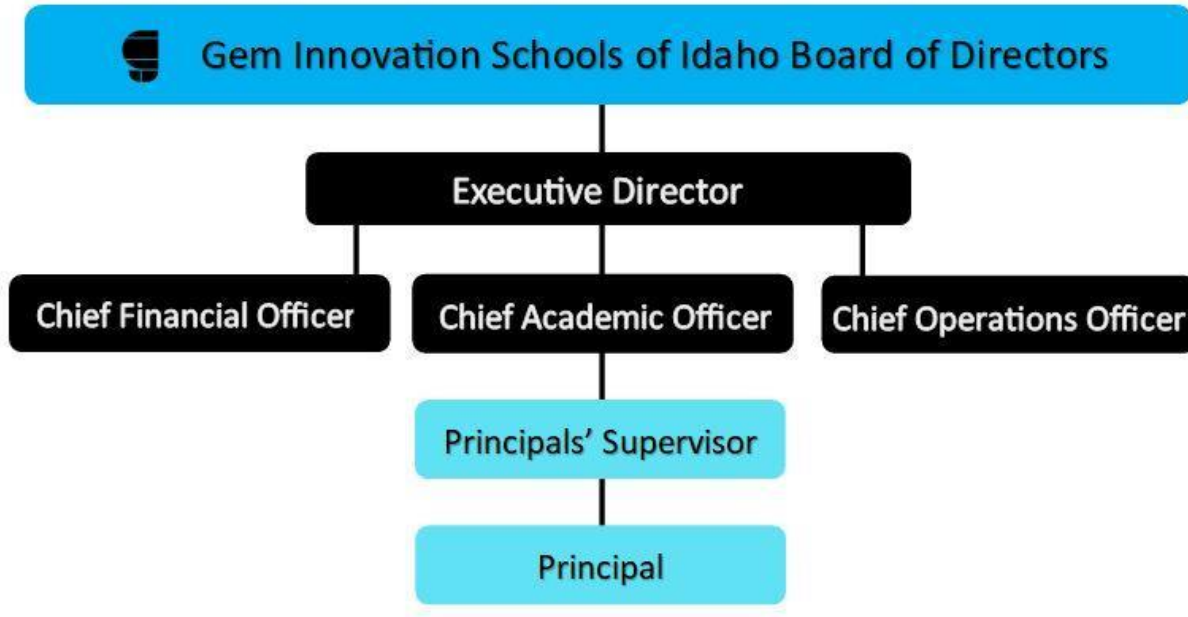 Gem Innovation Schools of Idaho Board of Directors
Executive Director
Chief Financial Officer
Chief Academic Officer
Chief Operations Officer
Principals’ Supervisor
Principal